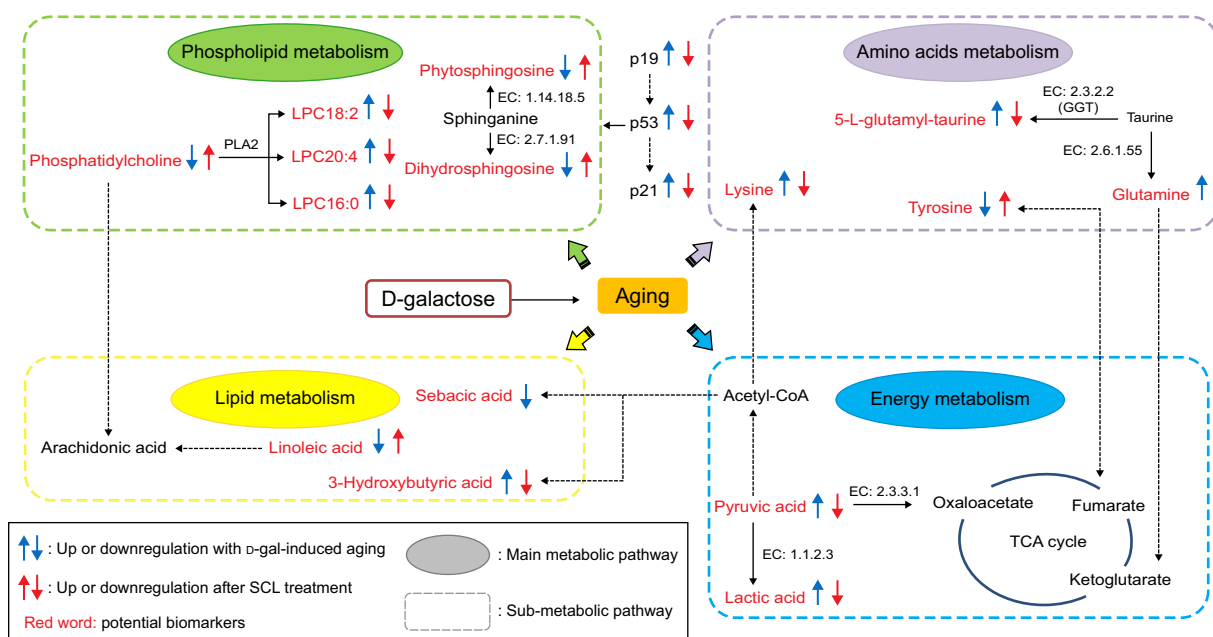 Phospholipid metabolism
Phytosphingosine
EC: 1.14.18.5
Sphinganine
EC: 2.7.1.91
Dihydrosphingosine
LPC18:2
LPC20:4
LPC16:0
PLA2
Phosphatidylcholine
p19
p53
p21
Amino acids metabolism
5-L-glutamyl-taurine
EC: 2.3.2.2
(GGT)
Taurine
EC: 2.6.1.55
Lysine
Tyrosine
Glutamine
D-galactose
Aging
Lipid metabolism
Sebacic acid
Arachidonic acid
Linoleic acid
3-Hydroxybutyric acid
Acetyl-CoA
Energy metabolism
Pyruvic acid
EC: 2.3.3.1
Oxaloacetate
Fumarate
TCA cycle
Ketoglutarate
EC: 1.1.2.3
Lactic acid
: Up or downregulation with D-gal-induced aging
: Up or downregulation after SCL treatment
Red word: potential biomarkers
: Main metabolic pathway
: Sub-metabolic pathway